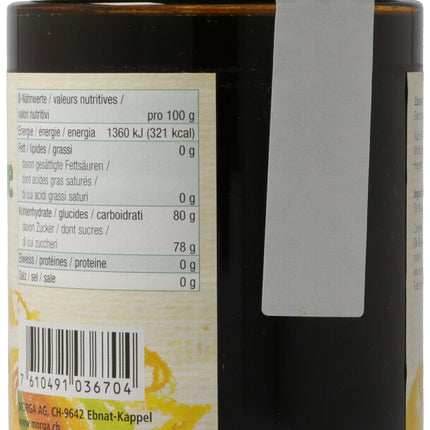 Ø-Nährwerte / valeurs nutritives /
valori nutritivi pro 100 g
Energie / énergie / energia 1360 kJ (321 kcal)
Fett / lipides / grassi 0 g
davon gesättigte Fettsäuren /
dont acides gras saturés /
di cui acidi grassi saturi 0 g
Kohlenhydrate / glucides / carboidrati 80 g
davon Zucker / dont sucres /
di cui zuccheri 78 g
Eiweiss / protéines / proteine 0 g
Salz / sel / sale 0 g
e
7 610491 036704
MORGA AG, CH-9642 Ebnat-Kappel
www.morga.ch